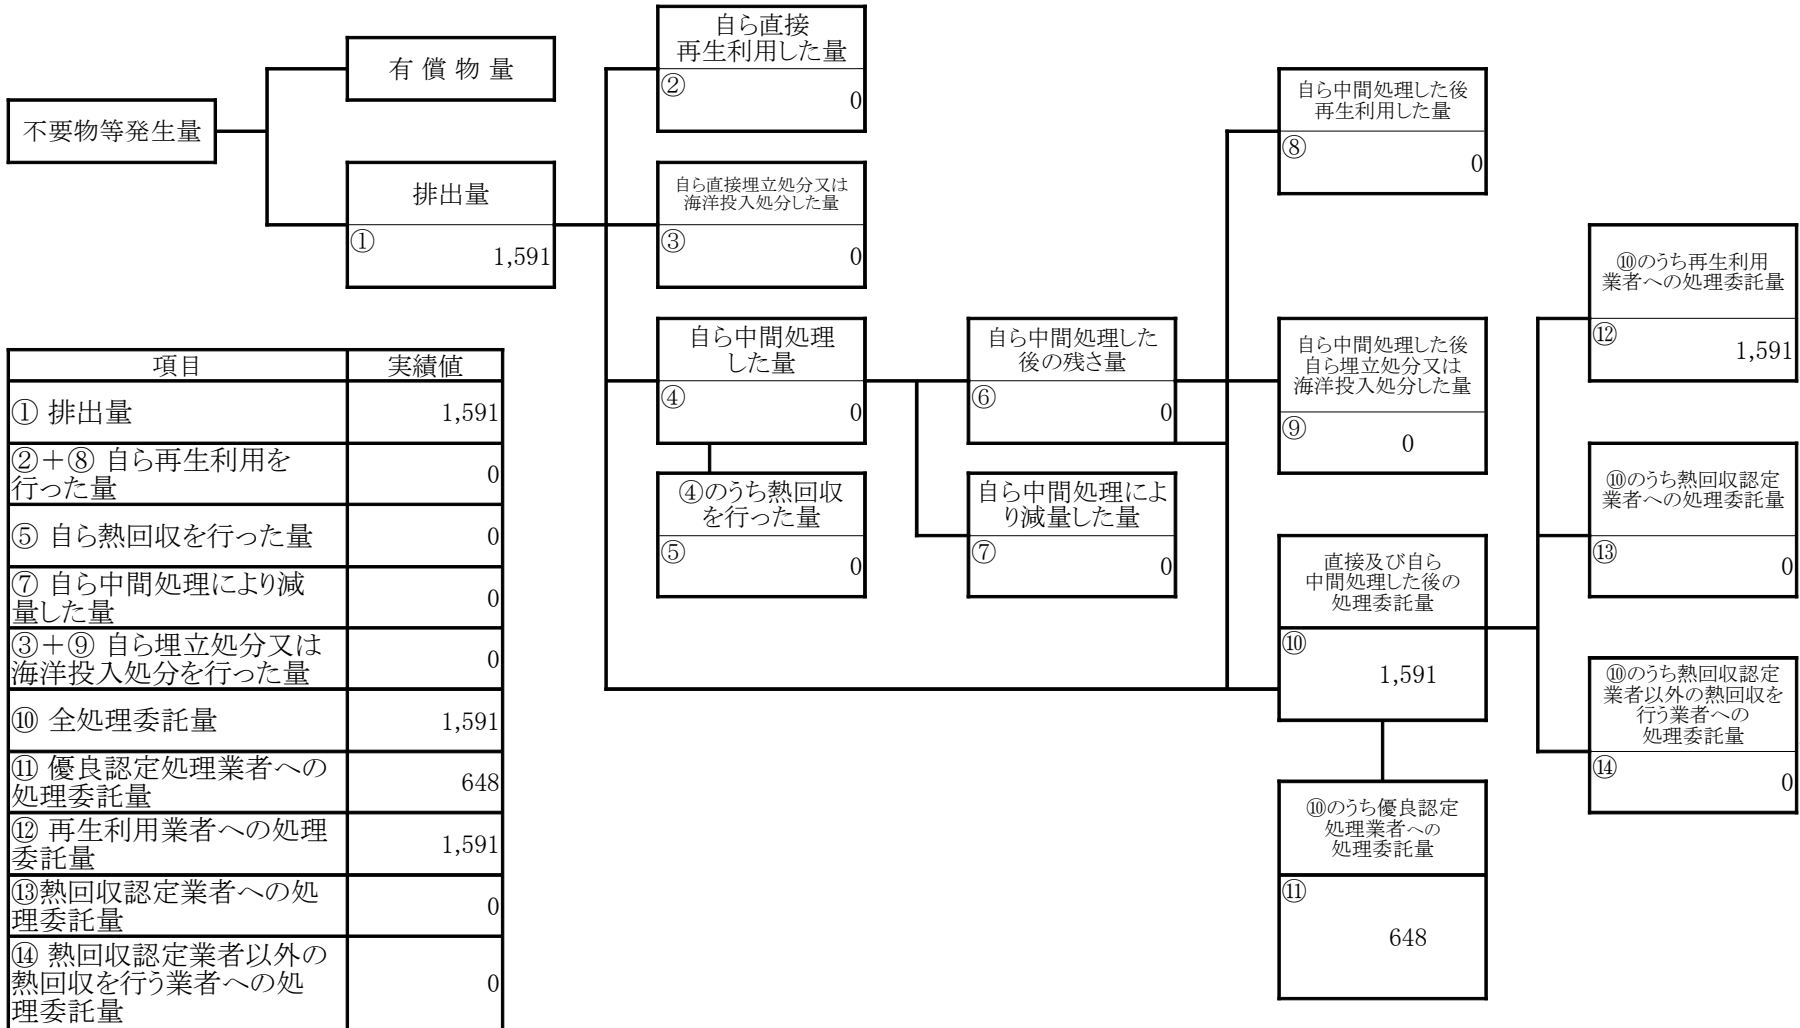 不要物等発生量
有 償 物 量
排出量
①
1,591
自ら直接
再生利用した量
②
0
自ら直接埋立処分又は
海洋投入処分した量
③
0
自ら中間処理
した量
④
0
④のうち熱回収
を行った量
⑤
0
自ら中間処理した
後の残さ量
⑥
0
自ら中間処理によ
り減量した量
⑦
0
自ら中間処理した後
再生利用した量
⑧
0
自ら中間処理した後
自ら埋立処分又は
海洋投入処分した量
⑨
0
直接及び自ら
中間処理した後の
処理委託量
⑩
1,591
⑩のうち優良認定
処理業者への
処理委託量
⑪
648
⑩のうち再生利用
業者への処理委託量
⑫
1,591
⑩のうち熱回収認定
業者への処理委託量
⑬
0
⑩のうち熱回収認定
業者以外の熱回収を
行う業者への
処理委託量
⑭
0
項目 実績値
① 排出量 1,591
②＋⑧ 自ら再生利用を
行った量 0
⑤ 自ら熱回収を行った量 0
⑦ 自ら中間処理により減
量した量 0
③＋⑨ 自ら埋立処分又は
海洋投入処分を行った量 0
⑩ 全処理委託量 1,591
⑪ 優良認定処理業者への
処理委託量 648
⑫ 再生利用業者への処理
委託量 1,591
⑬熱回収認定業者への処
理委託量 0
⑭ 熱回収認定業者以外の
熱回収を行う業者への処
理委託量 0